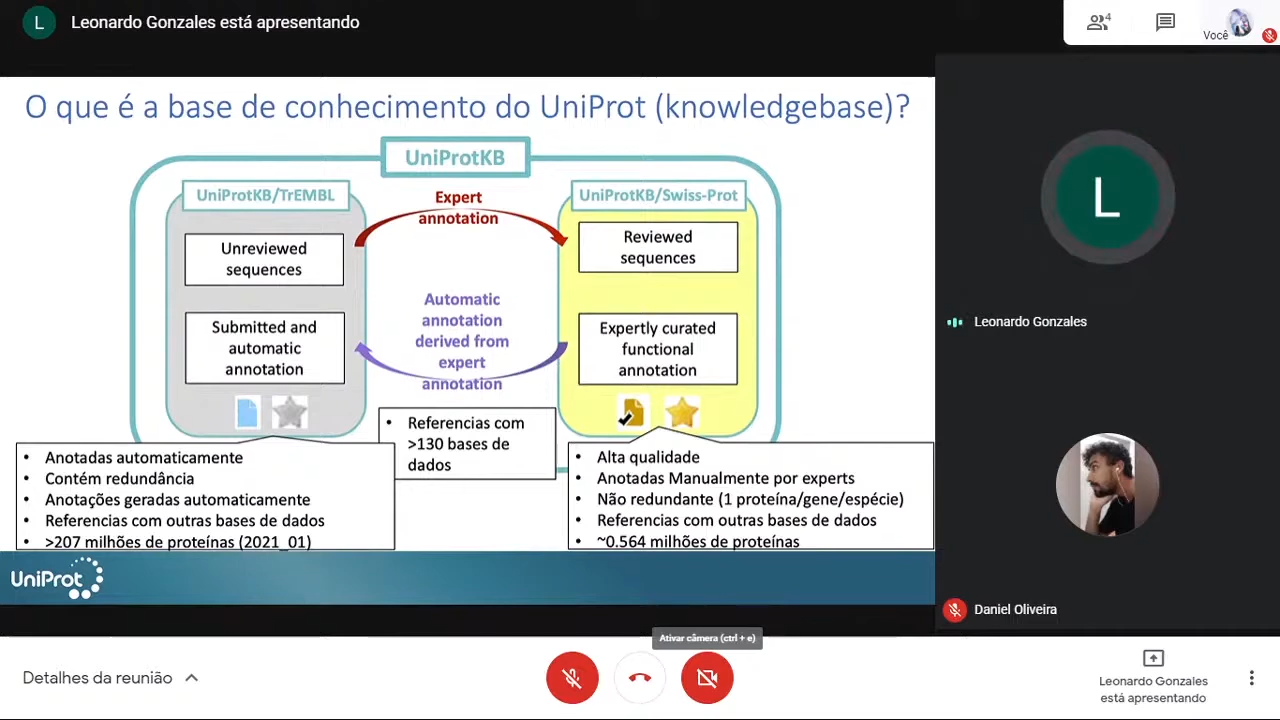 L
Leonardo Gonzales está apresentando
4
Você
O que é a base de conhecimento do UniProt (knowledgebase)?
UniProtKB
UniProtKB/TrEMBL
Unreviewed
sequences
Submitted and
automatic
annotation
Expert
annotation
Automatic
annotation
derived from
expert
annotation
UniProtKB/Swiss-Prot
Reviewed
sequences
Expertly curated
functional
annotation
• Referencias com
>130 bases de
dados
• Anotadas automaticamente
• Contém redundância
• Anotações geradas automaticamente
• Referencias com outras bases de dados
• >207 milhões de proteínas (2021_01)
• Alta qualidade
• Anotadas Manualmente por experts
• Não redundante (1 proteína/gene/espécie)
• Referencias com outras bases de dados
• ~0.564 milhões de proteínas
UniProt
L
Leonardo Gonzales
Daniel Oliveira
Ativar câmera (ctrl + e)
Detalhes da reunião
Leonardo Gonzales
está apresentando